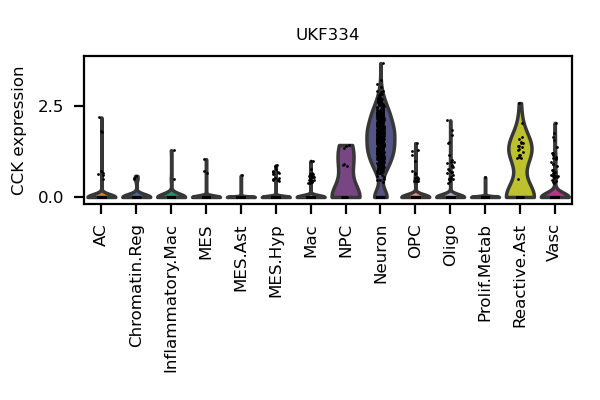 UKF334
CCK expression
2.5
0.0
AC
Chromatin.Reg
Inflammatory.Mac
MES
MES.Ast
MES.Hyp
Mac
NPC
Neuron
OPC
Oligo
Prolif.Metab
Reactive.Ast
Vasc